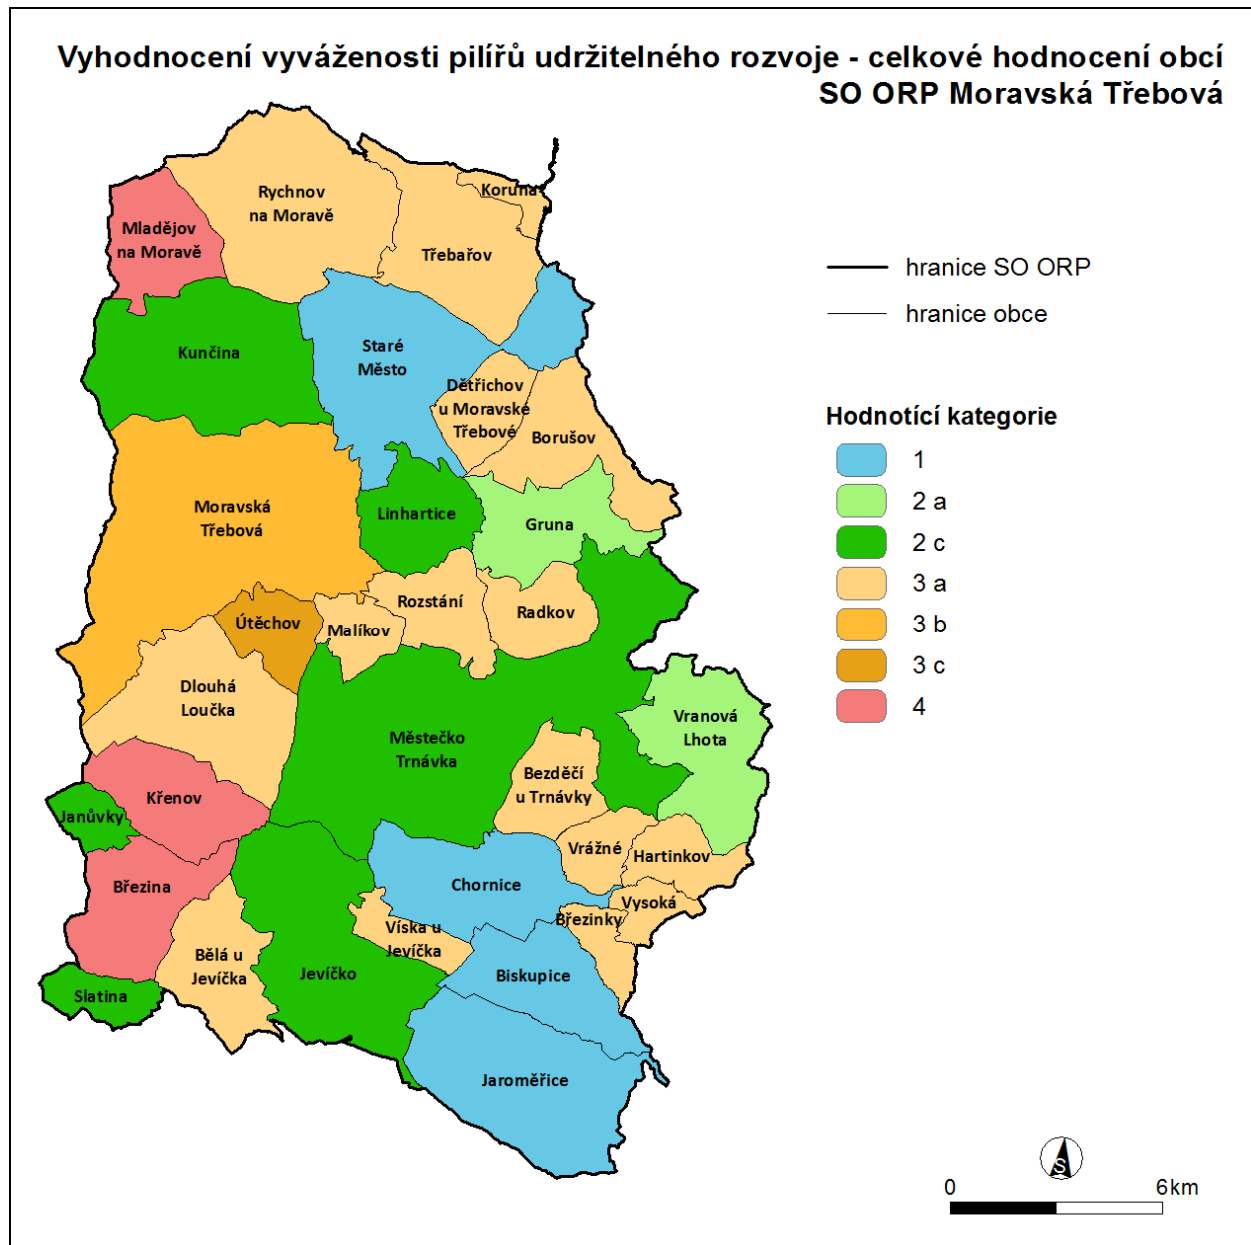 Vyhodnocení vyváženosti pilířů udržitelného rozvoje - celkové hodnocení obcí
SO ORP Moravská Třebová
Koruna
Rychnov
na Moravě
Mladějov
na Moravě
Třebařov
hranice SO ORP
hranice obce
Kunčina
Staré
Město
Dětřichov
u Moravské
Třebové
Borušov
Hodnotící kategorie
1
2 a
2 c
3 a
3 b
3 c
4
Moravská
Třebová
Linhartice
Gruna
Útěchov
Malíkov
Rozstání
Radkov
Dlouhá
Loučka
Městečko
Trnávka
Vranová
Lhota
Bezděčí
u Trnávky
Křenov
Janůvky
Vrážné
Hartinkov
Březina
Chornice
Vysoká
Březinky
Víska u
Jevíčka
Bělá u
Jevíčka
Jevíčko
Biskupice
Slatina
Jaroměřice
S
0 6km